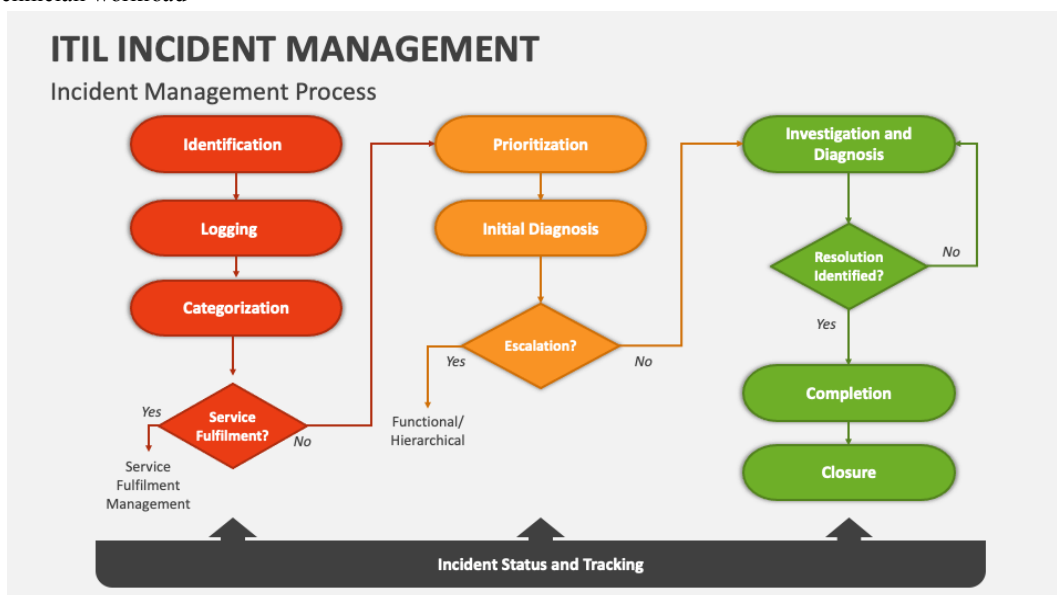 ITIL INCIDENT MANAGEMENT
Incident Management Process
Identification
Logging
Categorization
Service
Fulfilment?
Yes
No
Service
Fulfilment
Management
Prioritization
Initial Diagnosis
Escalation?
Yes
No
Functional/
Hierarchical
Investigation and
Diagnosis
Resolution
Identified?
No
Yes
Completion
Closure
Incident Status and Tracking